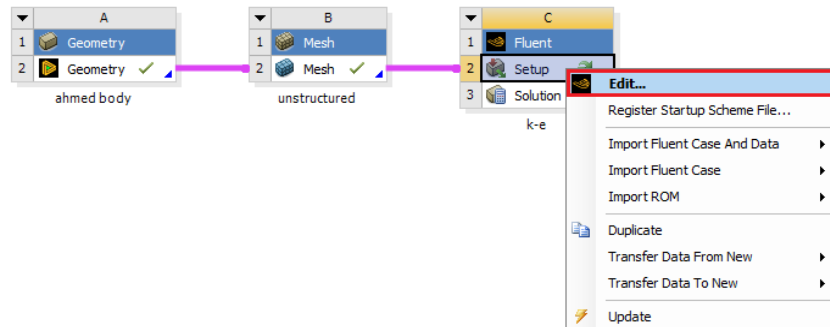 A
1 Geometry
2 Geometry
ahmed body
B
1 Mesh
2 Mesh
unstructured
C
1 Fluent
2 Setup
3 Solution
k-e
Edit...
Register Startup Scheme File...
Import Fluent Case And Data
Import Fluent Case
Import ROM
Duplicate
Transfer Data From New
Transfer Data To New
Update